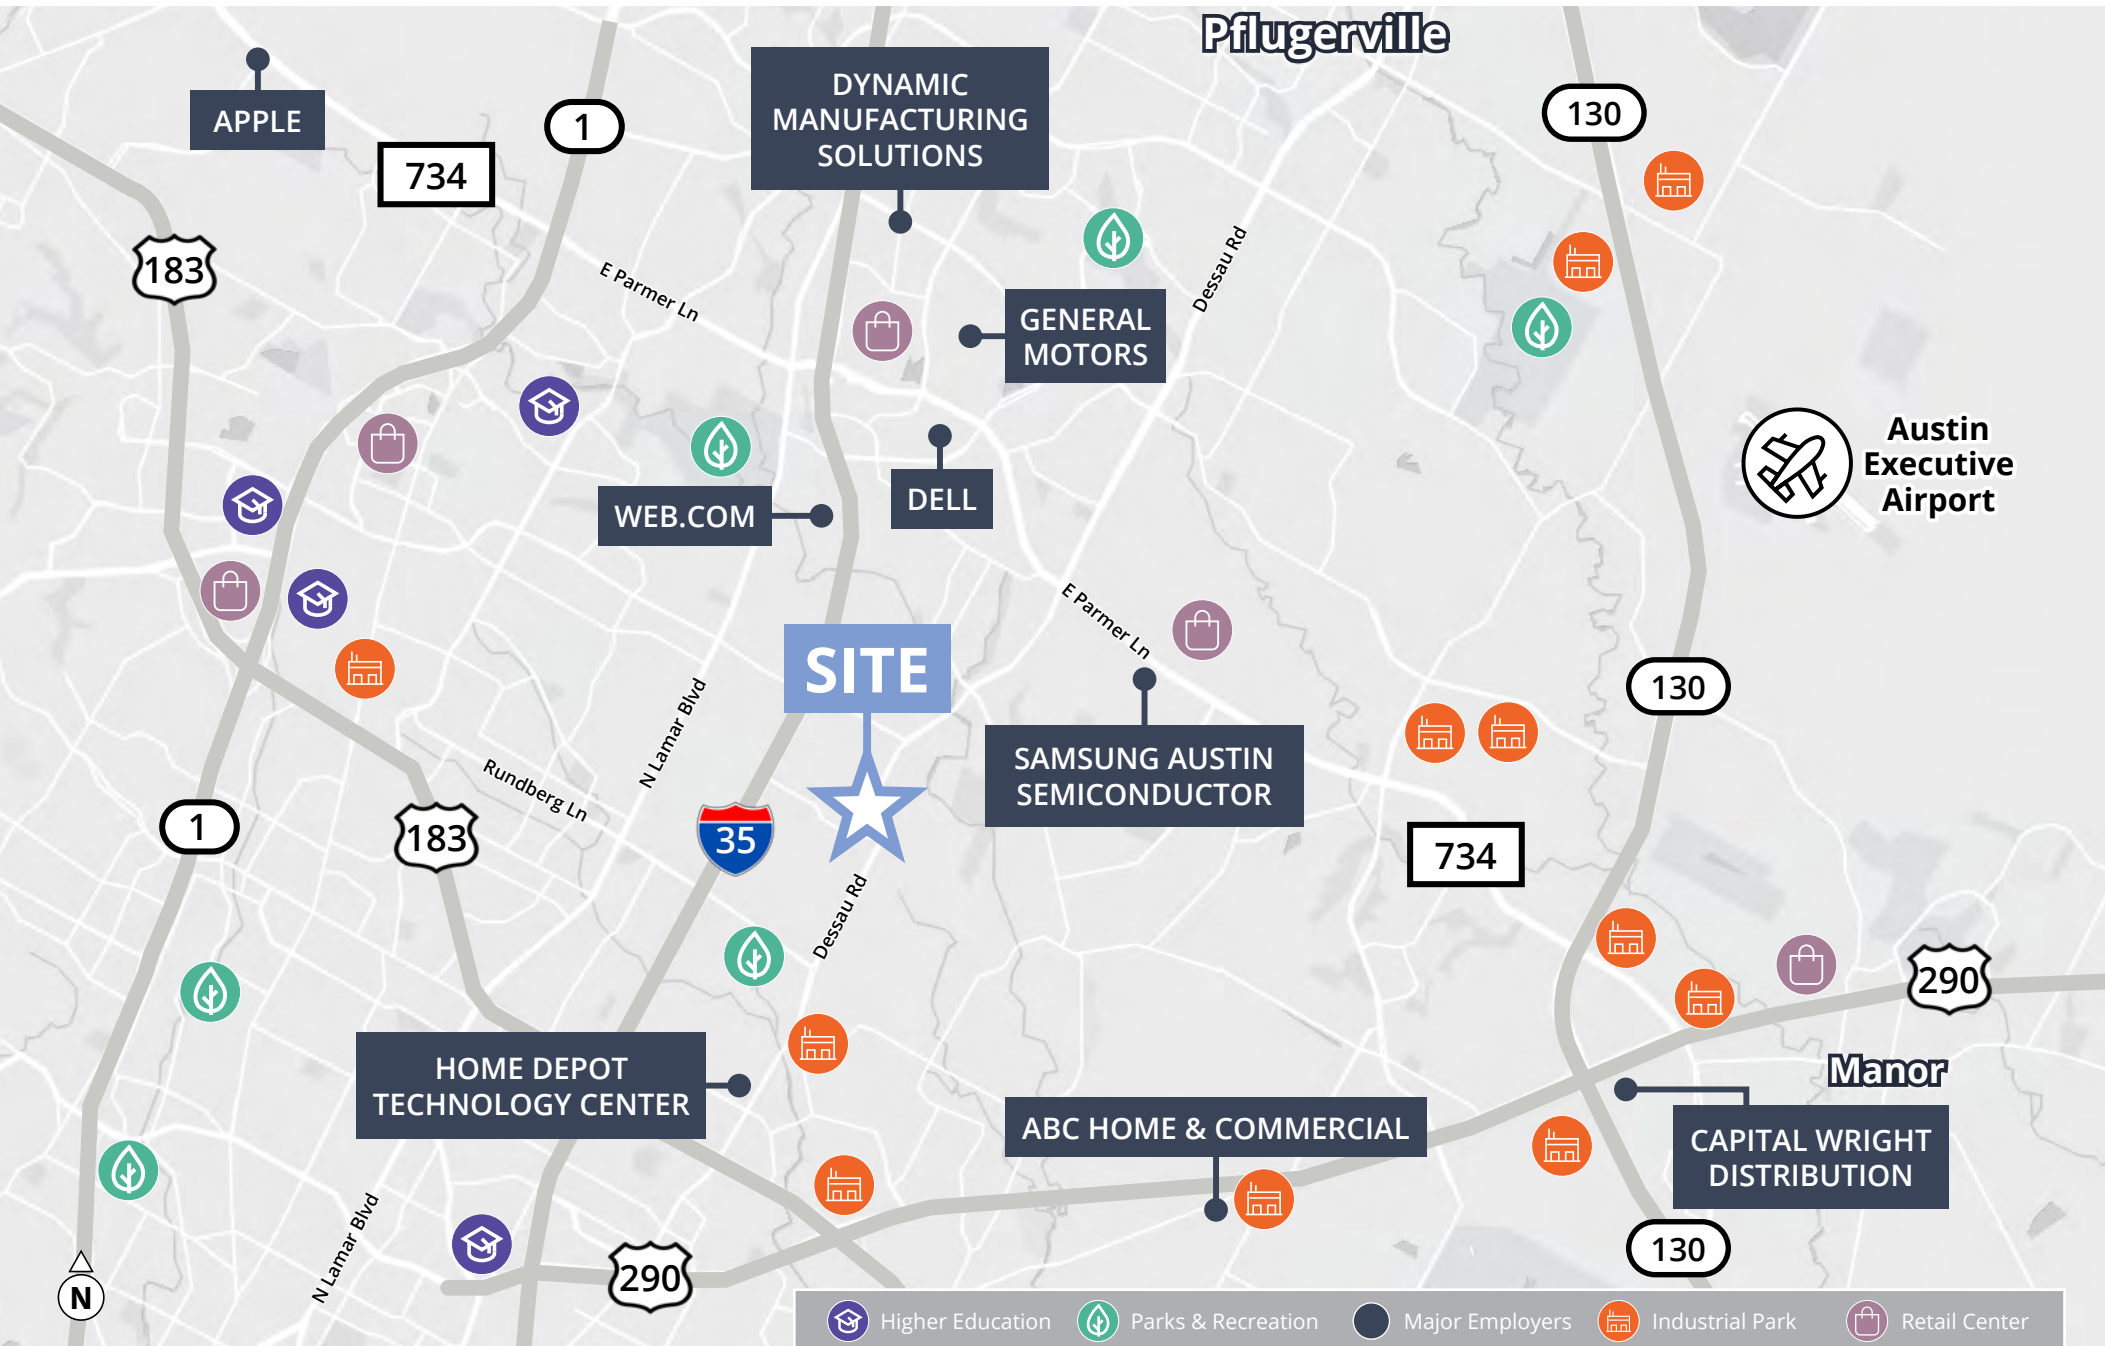 Pflugerville
APPLE
1
DYNAMIC
MANUFACTURING
SOLUTIONS
130
734
183
E Parmer Ln
Dessau Rd
GENERAL
MOTORS
Austin
Executive
Airport
WEB.COM
DELL
E Parmer Ln
SITE
N Lamar Blvd
130
SAMSUNG AUSTIN
SEMICONDUCTOR
Rundberg Ln
1
183
35
734
Dessau Rd
290
HOME DEPOT
TECHNOLOGY CENTER
Manor
ABC HOME & COMMERCIAL
CAPITAL WRIGHT
DISTRIBUTION
N Lamar Blvd
290
130
N
Higher Education
Parks & Recreation
Major Employers
Industrial Park
Retail Center